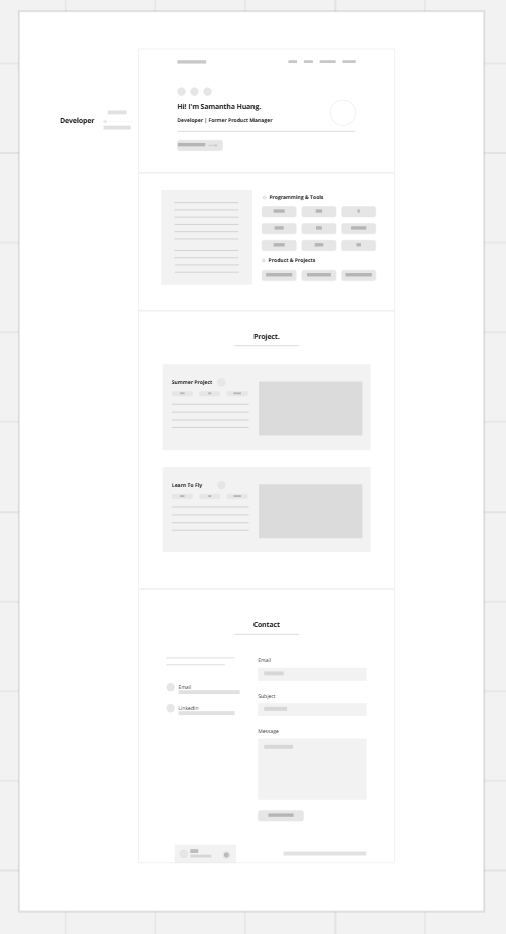 Developer
Hi! I'm Samantha Huang.
Developer | Former Product Manager
Programming & Tools
Product & Projects
Project.
Summer Project
Learn To Fly
Contact
Email
LinkedIn
Email
Subject
Message